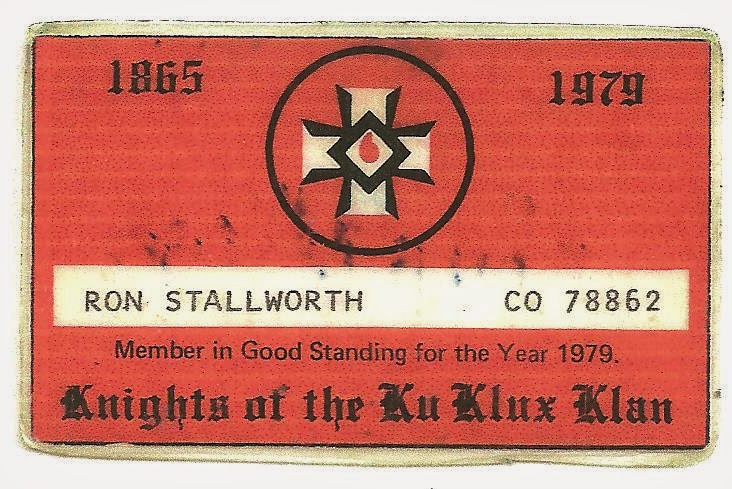 1865 1979
RON STALLWORTH CO 78862
Member in Good Standing for the Year 1979.
Knights of the Ku Klux Klan